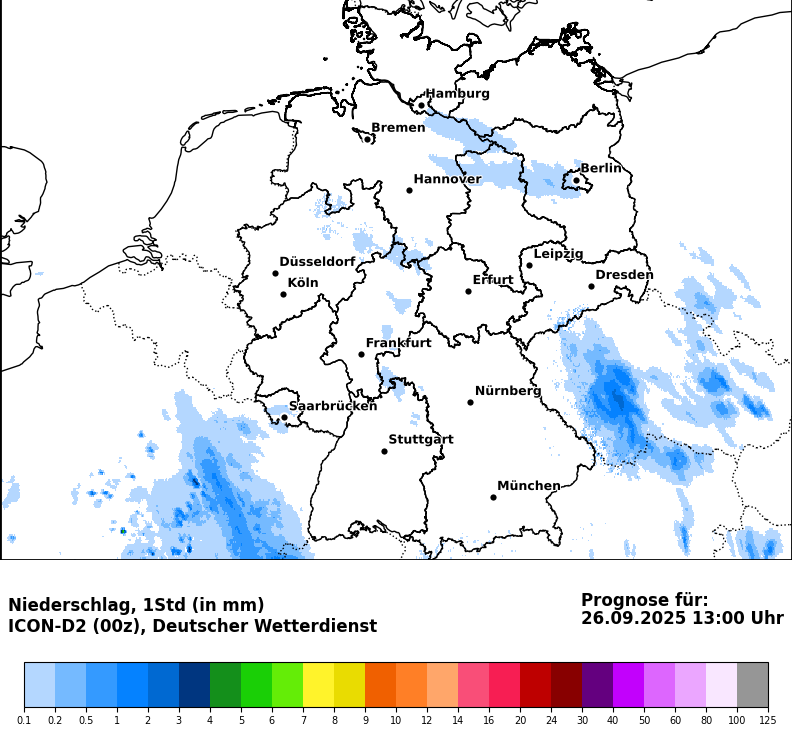 Hamburg
Bremen
Berlin
Hannover
Leipzig
Düsseldorf
Dresden
Köln
Erfurt
Frankfurt
Nürnberg
Saarbrücken
Stuttgart
München
Niederschlag, 1Std (in mm)
ICON-D2 (00z), Deutscher Wetterdienst
Prognose für:
26.09.2025 13:00 Uhr
0.1 0.2 0.5 1 2 3 4 5 6 7 8 9 10 12 14 16 20 24 30 40 50 60 80 100 125